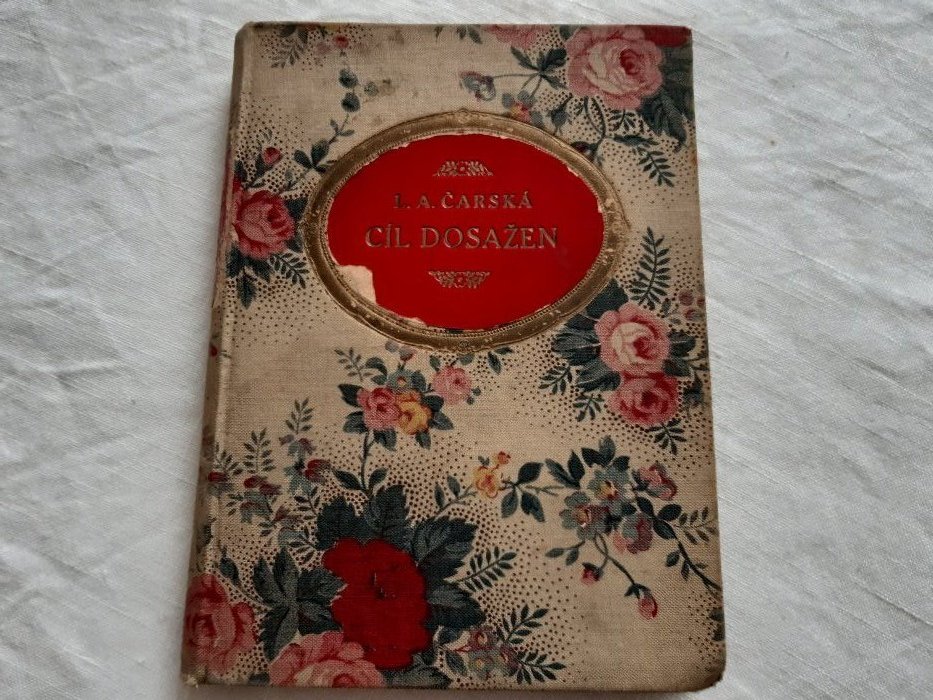 L. A. ČARSKÁ
CÍL DOSAŽEN